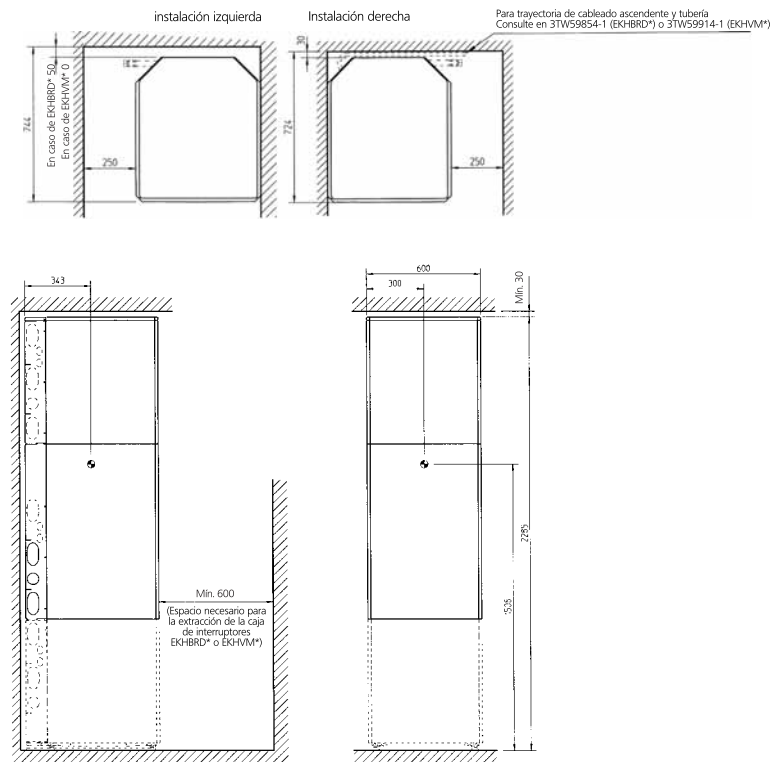 instalación izquierda
Instalación derecha
Para trayectoria de cableado ascendente y tubería
Consulte en 3TW59854-1 (EKHBRD*) o 3TW59914-1 (EKHVM*)
744
En caso de EKHBRD* 50
En caso de EKHVM* 0
250
30
724
250
343
600
300
Mín. 30
2285
Mín. 600
(Espacio necesario para
la extracción de la caja
de interruptores
EKHBRD* o EKHVM*)